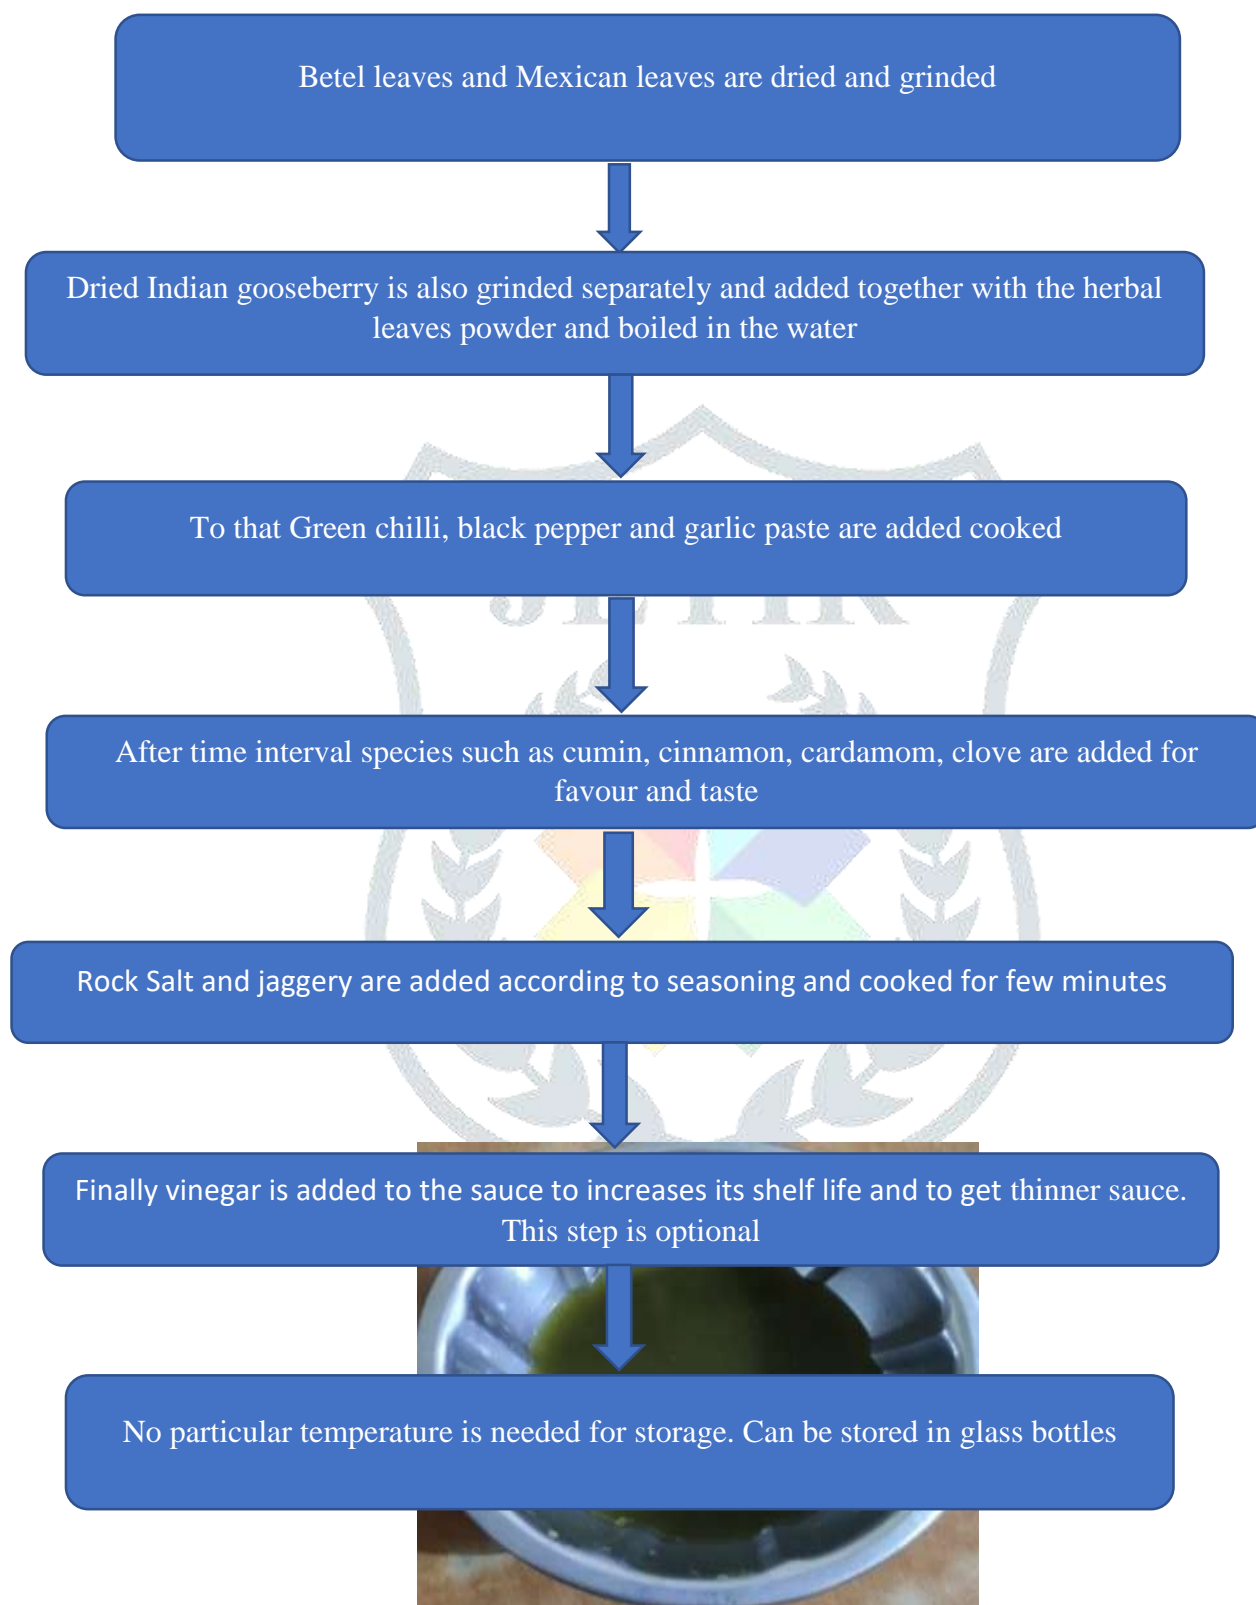 Betel leaves and Mexican leaves are dried and grinded
Dried Indian gooseberry is also grinded separately and added together with the herbal
leaves powder and boiled in the water
To that Green chilli, black pepper and garlic paste are added cooked
JETIR
After time interval species such as cumin, cinnamon, cardamom, clove are added for
favour and taste
Rock Salt and jaggery are added according to seasoning and cooked for few minutes
Finally vinegar is added to the sauce to increases its shelf life and to get thinner sauce.
This step is optional
No particular temperature is needed for storage. Can be stored in glass bottles